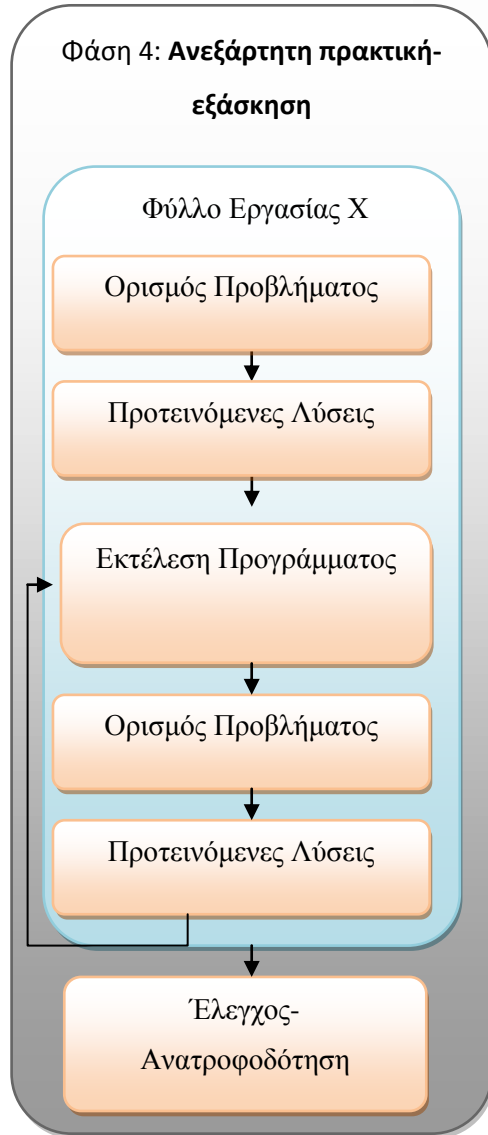 Φάση 4: Ανεξάρτητη πρακτική-
εξάσκηση
Φύλλο Εργασίας Χ
Ορισμός Προβλήματος
Προτεινόμενες Λύσεις
Εκτέλεση Προγράμματος
Ορισμός Προβλήματος
Προτεινόμενες Λύσεις
Έλεγχος-
Ανατροφοδότηση